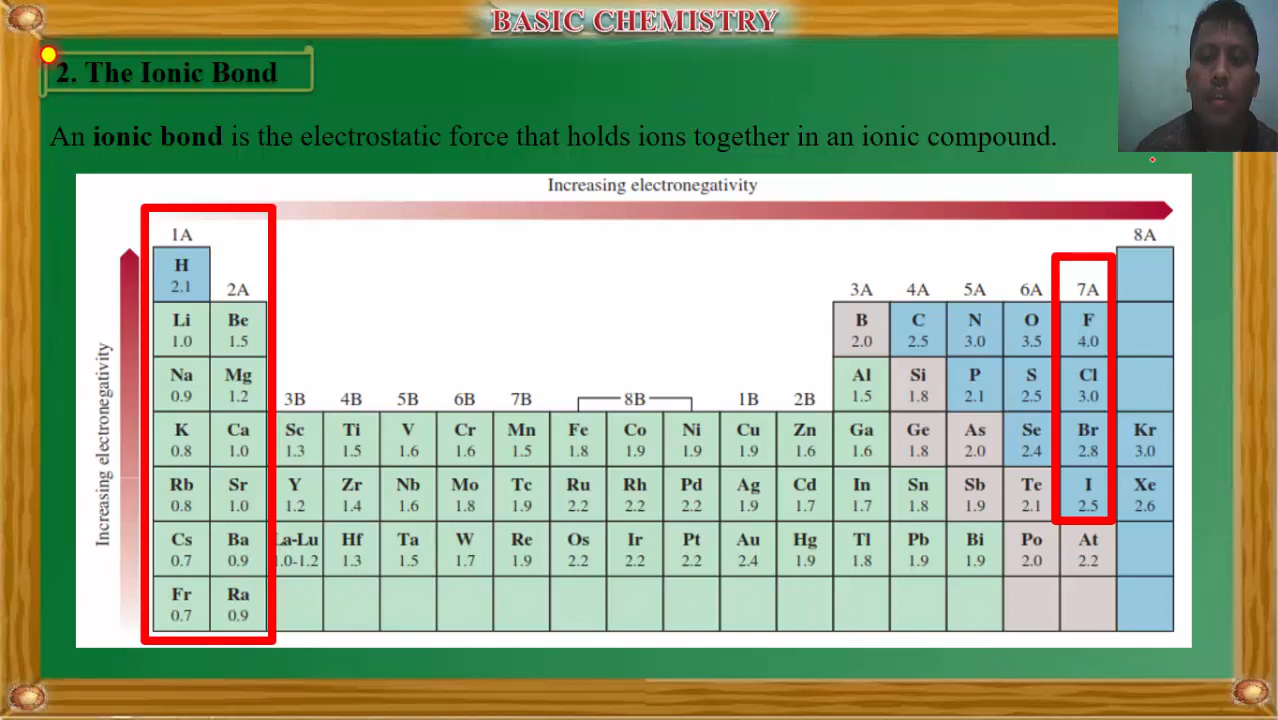 BASIC CHEMISTRY
2. The Ionic Bond
An ionic bond is the electrostatic force that holds ions together in an ionic compound.
Increasing electronegativity
1A 8A
H
2.1 2A 3A 4A 5A 6A 7A
Li Be B C N O F
1.0 1.5 2.0 2.5 3.0 3.5 4.0
Na Mg Al Si P S Cl
0.9 1.2 3B 4B 5B 6B 7B 8B 1B 2B 1.5 1.8 2.1 2.5 3.0
K Ca Sc Ti V Cr Mn Fe Co Ni Cu Zn Ga Ge As Se Br Kr
0.8 1.0 1.3 1.5 1.6 1.6 1.5 1.8 1.9 1.9 1.9 1.6 1.6 1.8 2.0 2.4 2.8 3.0
Rb Sr Y Zr Nb Mo Tc Ru Rh Pd Ag Cd In Sn Sb Te I Xe
0.8 1.0 1.2 1.4 1.6 1.8 1.9 2.2 2.2 2.2 1.9 1.7 1.7 1.8 1.9 2.1 2.5 2.6
Cs Ba La-Lu Hf Ta W Re Os Ir Pt Au Hg Tl Pb Bi Po At
0.7 0.9 1.0-1.2 1.3 1.5 1.7 1.9 2.2 2.2 2.2 2.4 1.9 1.8 1.9 1.9 2.0 2.2
Fr Ra
0.7 0.9
Increasing electronegativity